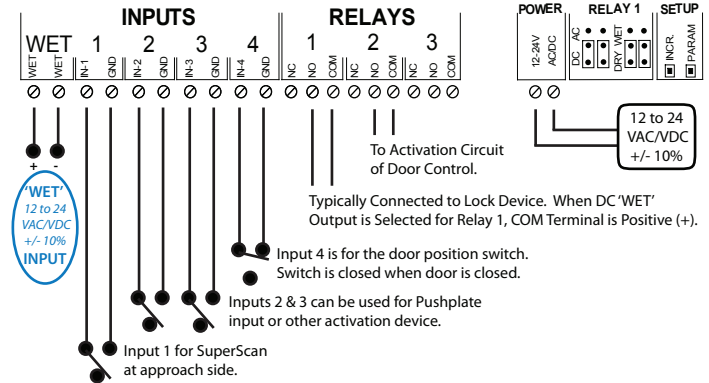 INPUTS
RELAYS
POWER
RELAY 1
SETUP
WET
1
2
3
4
1
2
3
WET
WET
IN-1
GND
IN-2
GND
IN-3
GND
IN-4
GND
NC
NO
COM
NC
NO
COM
NC
NO
COM
12-24V
AC/DC
DC
AC
DRY
WET
INCR.
PARAM
+ -
'WET'
12 to 24
VAC/VDC
+/- 10%
INPUT
12 to 24
VAC/VDC
+/- 10%
To Activation Circuit
of Door Control.
Typically Connected to Lock Device. When DC 'WET'
Output is Selected for Relay 1, COM Terminal is Positive (+).
Input 4 is for the door position switch.
Switch is closed when door is closed.
Inputs 2 & 3 can be used for Pushplate
input or other activation device.
Input 1 for SuperScan
at approach side.